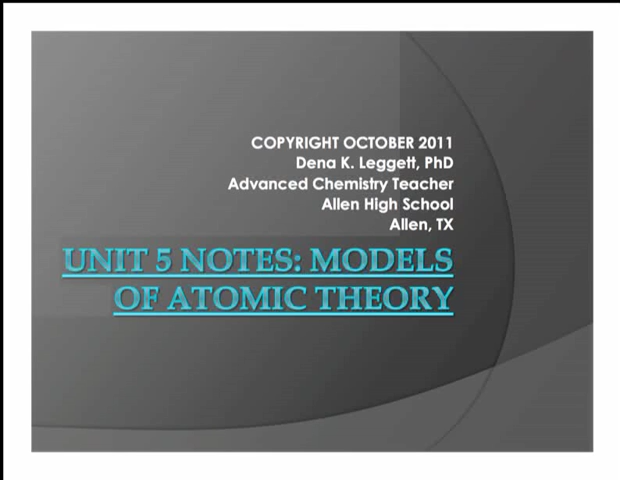 COPYRIGHT OCTOBER 2011
Dena K. Leggett, PhD
Advanced Chemistry Teacher
Allen High School
Allen, TX
UNIT 5 NOTES: MODELS
OF ATOMIC THEORY